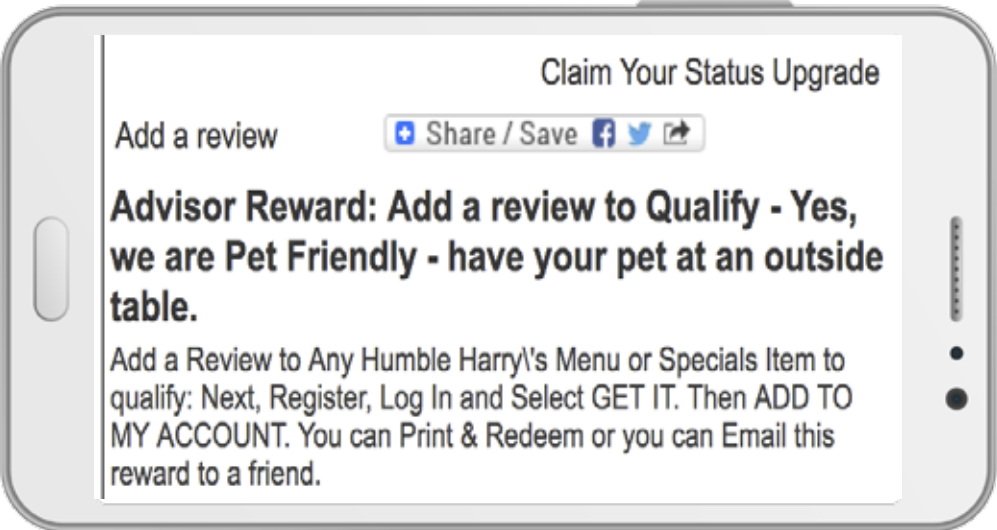 Claim Your Status Upgrade
Add a review
Share / Save
Advisor Reward: Add a review to Qualify - Yes,
we are Pet Friendly - have your pet at an outside
table.
Add a Review to Any Humble Harry\'s Menu or Specials Item to
qualify: Next, Register, Log In and Select GET IT. Then ADD TO
MY ACCOUNT. You can Print & Redeem or you can Email this
reward to a friend.